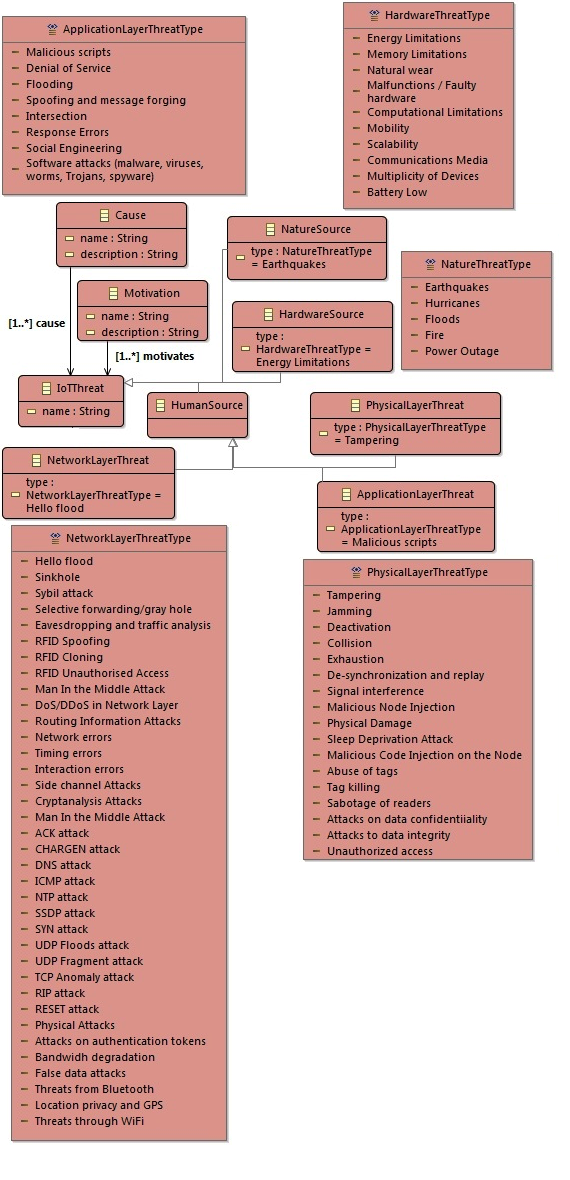 ApplicationLayerThreatType
Malicious scripts
Denial of Service
Flooding
Spoofing and message forging
Intersection
Response Errors
Social Engineering
Software attacks (malware, viruses,
worms, Trojans, spyware)
HardwareThreatType
Energy Limitations
Memory Limitations
Natural wear
Malfunctions / Faulty
hardware
Computational Limitations
Mobility
Scalability
Communications Media
Multiplicity of Devices
Battery Low
Cause
name : String
description : String
NatureSource
type : NatureThreatType
= Earthquakes
NatureThreatType
Earthquakes
Hurricanes
Floods
Fire
Power Outage
Motivation
name : String
description : String
HardwareSource
type :
HardwareThreatType =
Energy Limitations
[1..*] cause
[1..*] motivates
IoTThreat
name : String
HumanSource
PhysicalLayerThreat
type : PhysicalLayerThreatType
= Tampering
NetworkLayerThreat
type :
NetworkLayerThreatType =
Hello flood
ApplicationLayerThreat
type :
ApplicationLayerThreatType
= Malicious scripts
NetworkLayerThreatType
Hello flood
Sinkhole
Sybil attack
Selective forwarding/gray hole
Eavesdropping and traffic analysis
RFID Spoofing
RFID Cloning
RFID Unauthorised Access
Man In the Middle Attack
DoS/DDoS in Network Layer
Routing Information Attacks
Network errors
Timing errors
Interaction errors
Side channel Attacks
Cryptanalysis Attacks
Man In the Middle Attack
ACK attack
CHARGEN attack
DNS attack
ICMP attack
NTP attack
SSDP attack
SYN attack
UDP Floods attack
UDP Fragment attack
TCP Anomaly attack
RIP attack
RESET attack
Physical Attacks
Attacks on authentication tokens
Bandwidh degradation
False data attacks
Threats from Bluetooth
Location privacy and GPS
Threats through WiFi
PhysicalLayerThreatType
Tampering
Jamming
Deactivation
Collision
Exhaustion
De-synchronization and replay
Signal interference
Malicious Node Injection
Physical Damage
Sleep Deprivation Attack
Malicious Code Injection on the Node
Abuse of tags
Tag killing
Sabotage of readers
Attacks on data confidentiiality
Attacks to data integrity
Unauthorized access